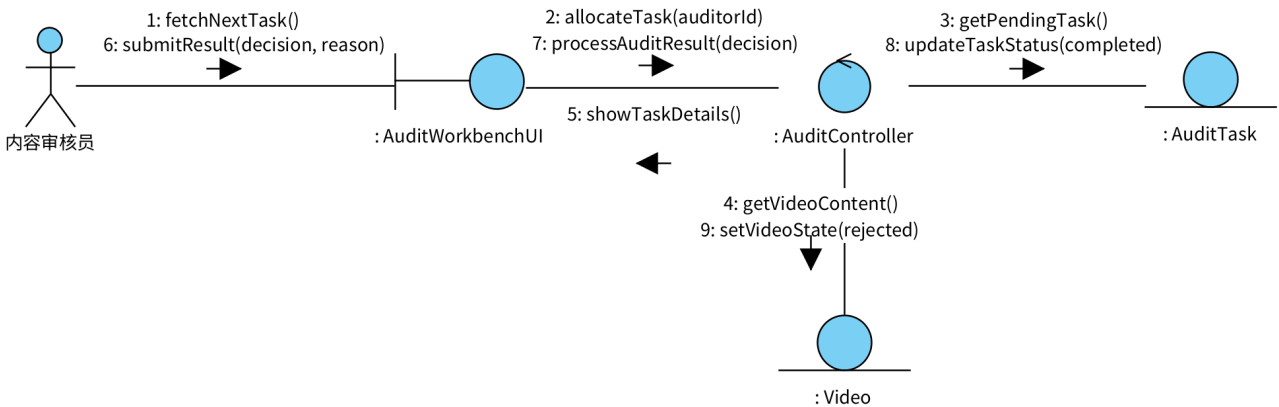 1: fetchNextTask()
6: submitResult(decision, reason)
2: allocateTask(auditorId)
7: processAuditResult(decision)
3: getPendingTask()
8: updateTaskStatus(completed)
5: showTaskDetails()
内容审核员
: AuditWorkbenchUI
: AuditController
: AuditTask
4: getVideoContent()
9: setVideoState(rejected)
: Video